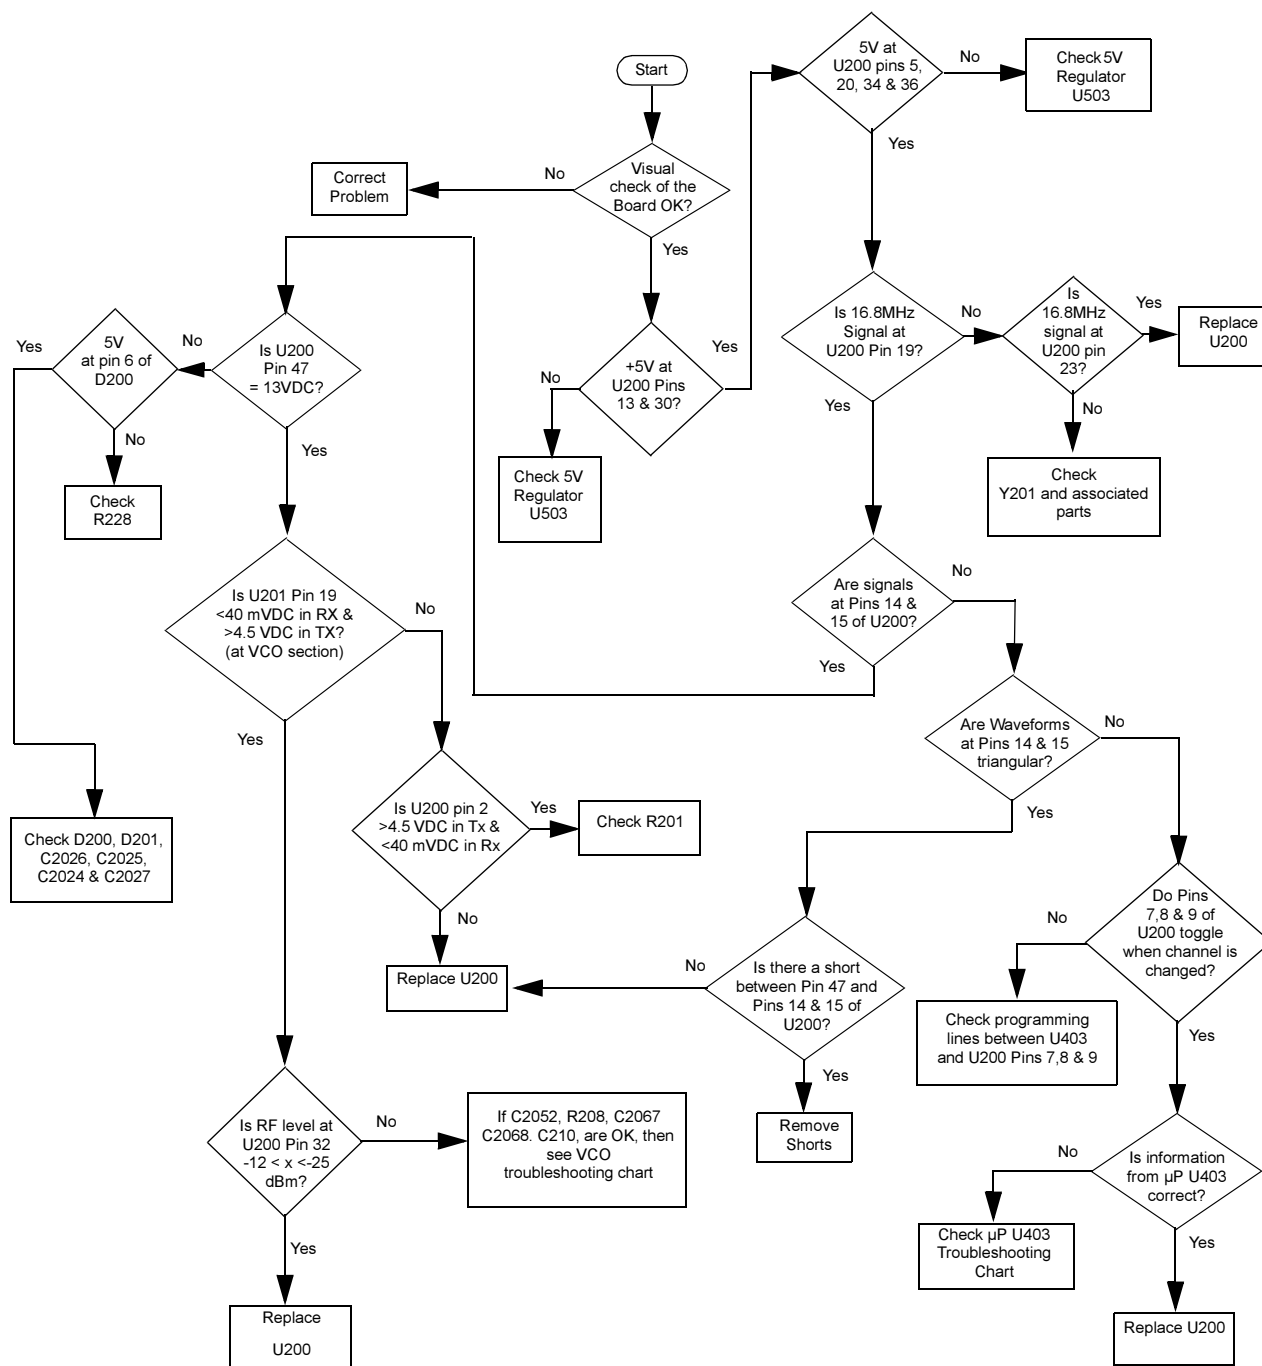 Start
5V at
U200 pins 5,
20, 34 & 36
No
Check 5V
Regulator
U503
Yes
Visual
check of the
Board OK?
No
Correct
Problem
Yes
+5V at
U200 Pins
13 & 30?
Yes
No
Check 5V
Regulator
U503
Is 16.8MHz
Signal at
U200 Pin 19?
No
Is
16.8MHz
signal at
U200 pin
23?
Yes
Replace
U200
No
Check
Y201 and associated
parts
Yes
Is U200
Pin 47
= 13VDC?
No
5V
at pin 6 of
D200
Yes
No
Check
R228
Yes
Are signals
at Pins 14 &
15 of U200?
No
Yes
Is U201 Pin 19
<40 mVDC in RX &
>4.5 VDC in TX?
(at VCO section)
No
Yes
Are Waveforms
at Pins 14 & 15
triangular?
No
Yes
Is U200 pin 2
>4.5 VDC in Tx &
<40 mVDC in Rx
Yes
Check R201
No
Replace U200
Check D200, D201,
C2026, C2025,
C2024 & C2027
Is there a short
between Pin 47 and
Pins 14 & 15 of
U200?
No
Yes
Remove
Shorts
Do Pins
7,8 & 9 of
U200 toggle
when channel is
changed?
No
Check programming
lines between U403
and U200 Pins 7,8 & 9
Yes
Is RF level at
U200 Pin 32
-12 < x <-25
dBm?
No
If C2052, R208, C2067
C2068. C210, are OK, then
see VCO
troubleshooting chart
Yes
Replace
U200
Is information
from µP U403
correct?
No
Check µP U403
Troubleshooting
Chart
Yes
Replace U200